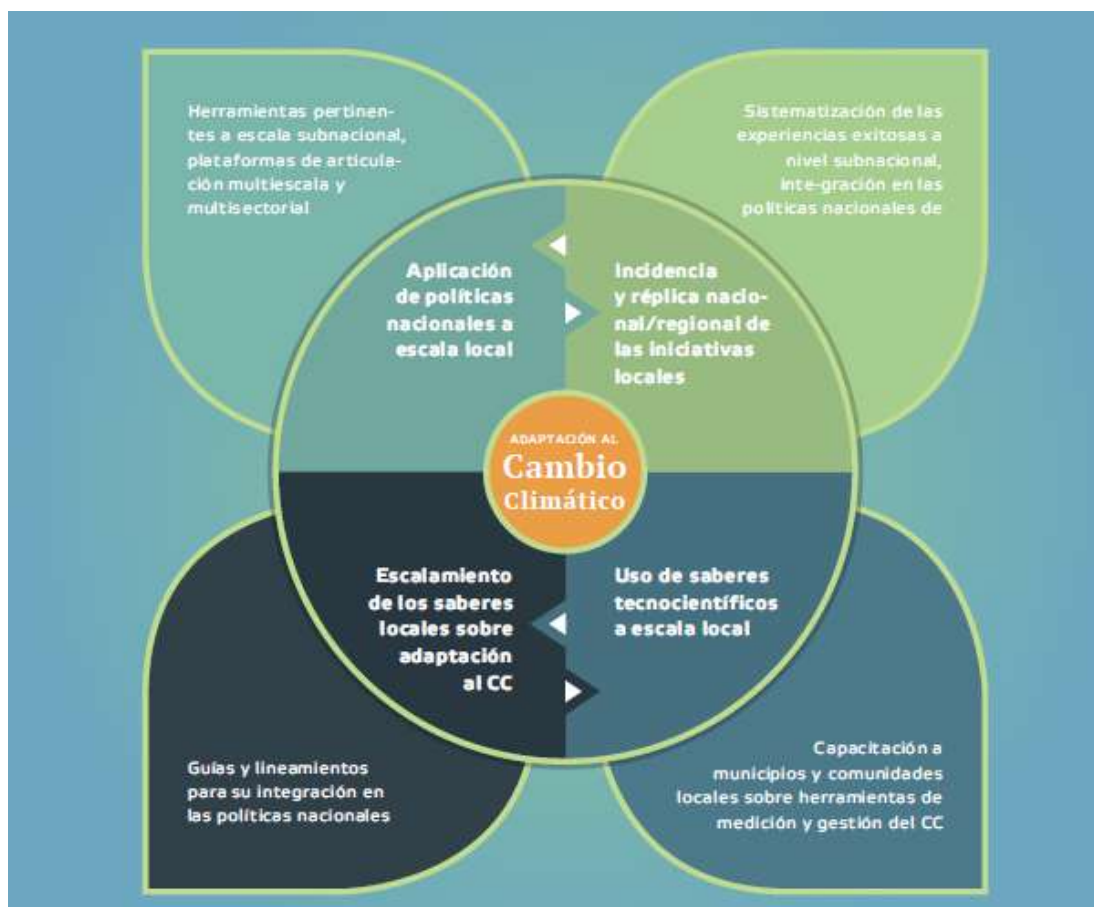 Herramientas pertinen-
tes a escala subnacional,
plataformas de articula-
ción multiescala y
multisectorial
Sistematización de las
experiencias exitosas a
nivel subnacional,
inte-gración en las
políticas nacionales de
Aplicación
de políticas
nacionales a
escala local
Incidencia
y réplica nacio-
nal/regional de
las iniciativas
locales
ADAPTACIÓN AL
Cambio
Climático
Escalamiento
de los saberes
locales sobre
adaptación
al CC
Uso de saberes
tecnocientíficos
a escala local
Guías y lineamientos
para su integración en
las políticas nacionales
Capacitación a
municipios y comunidades
locales sobre herramientas de
medición y gestión del CC